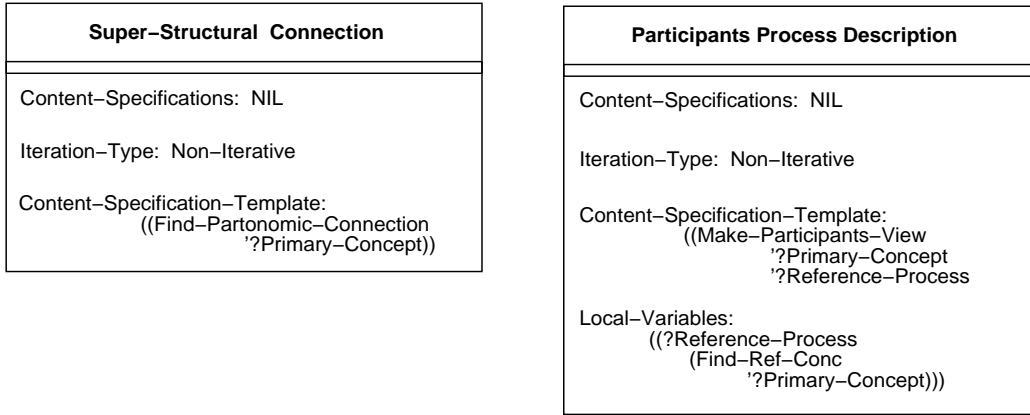 Super−Structural Connection
Content−Specifications: NIL
Iteration−Type: Non−Iterative
Content−Specification−Template:
((Find−Partonomic−Connection
'?Primary−Concept))
Participants Process Description
Content−Specifications: NIL
Iteration−Type: Non−Iterative
Content−Specification−Template:
((Make−Participants−View
'?Primary−Concept
'?Reference−Process
Local−Variables:
((?Reference−Process
(Find−Ref−Conc
'?Primary−Concept)))